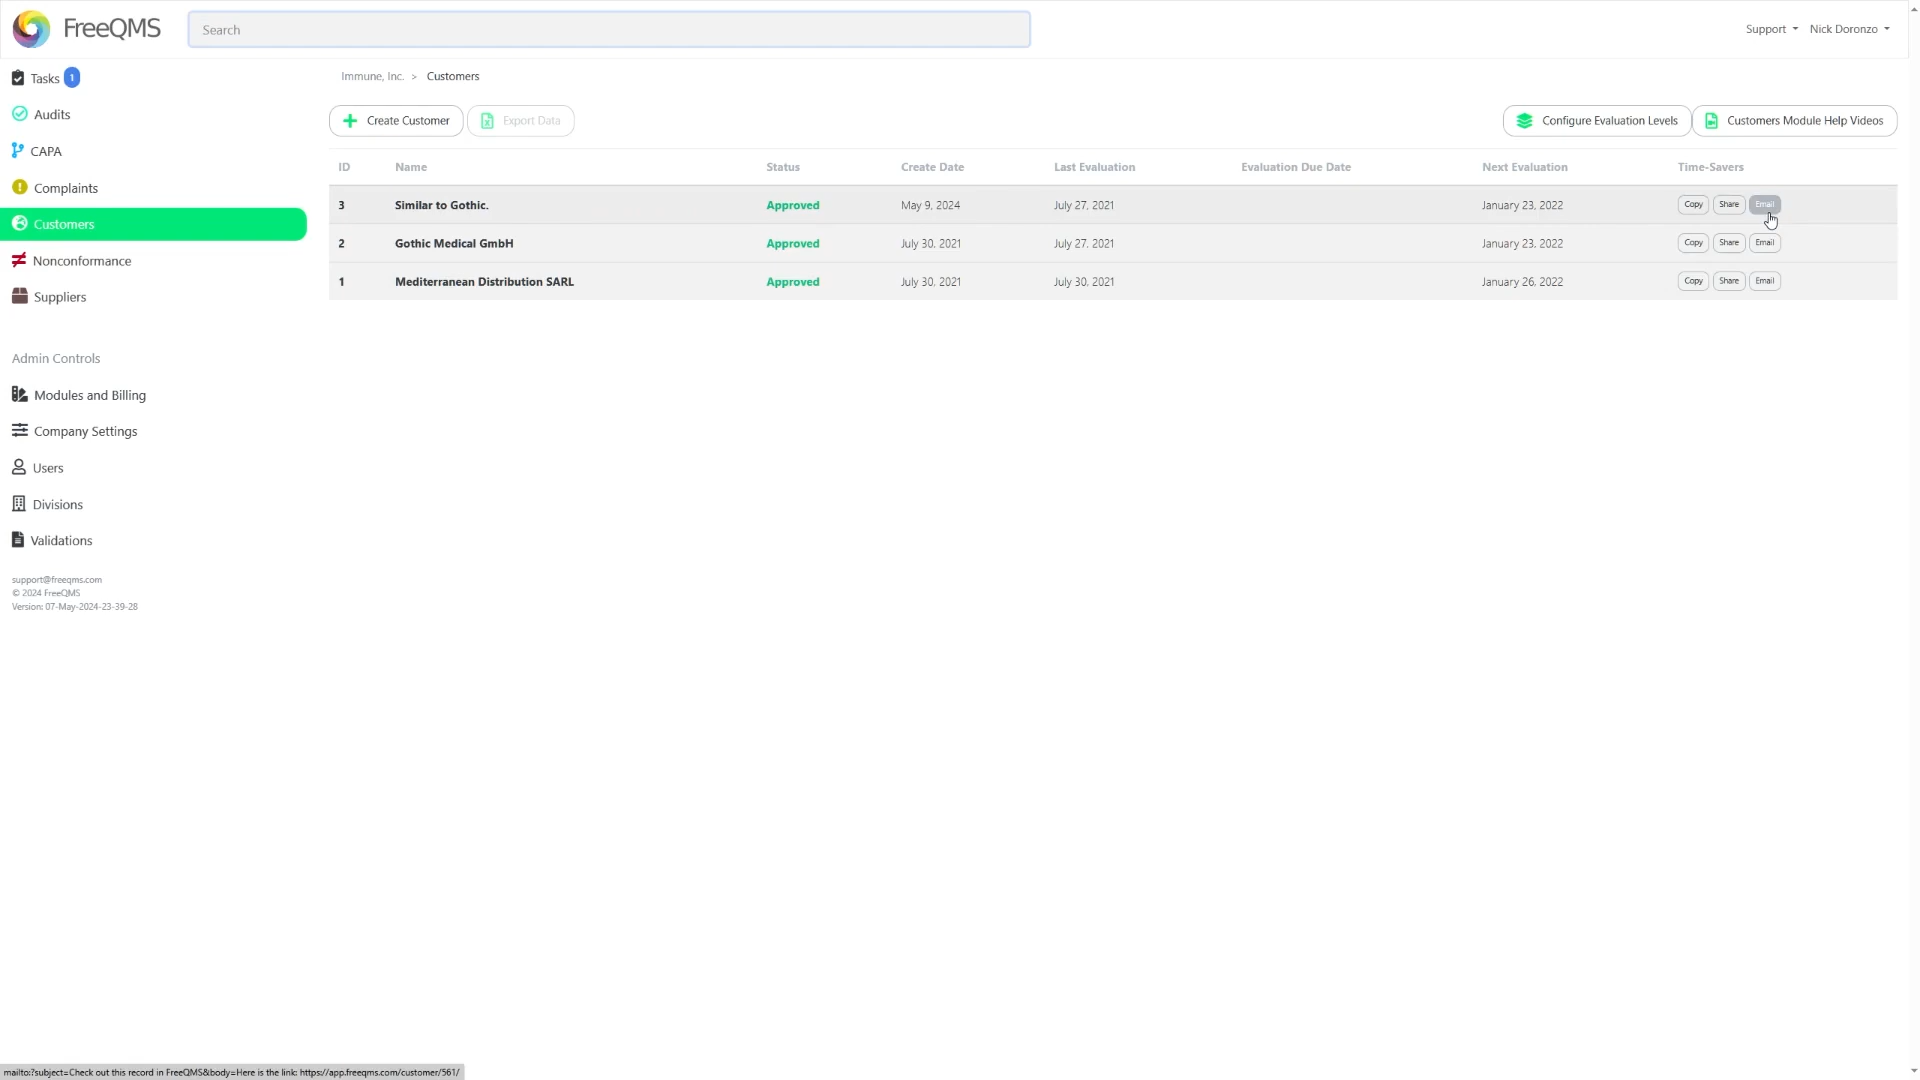 FreeQMS
Search
Support
Nick Doronzo
Tasks 1
Audits
CAPA
Complaints
Customers
Nonconformance
Suppliers
Admin Controls
Modules and Billing
Company Settings
Users
Divisions
Validations
support@freeqms.com
© 2024 FreeQMS
Version: 07-May-2024-23-39-28
Immune, Inc. > Customers
Create Customer
Export Data
Configure Evaluation Levels
Customers Module Help Videos
ID Name Status Create Date Last Evaluation Evaluation Due Date Next Evaluation Time-Savers
3 Similar to Gothic. Approved May 9, 2024 July 27, 2021 January 23, 2022 Copy Share Email
2 Gothic Medical GmbH Approved July 30, 2021 July 27, 2021 January 23, 2022 Copy Share Email
1 Mediterranean Distribution SARL Approved July 30, 2021 July 30, 2021 January 26, 2022 Copy Share Email
mailto:?subject=Check out this record in FreeQMS&body=Here is the link: https://app.freeqms.com/customer/561/